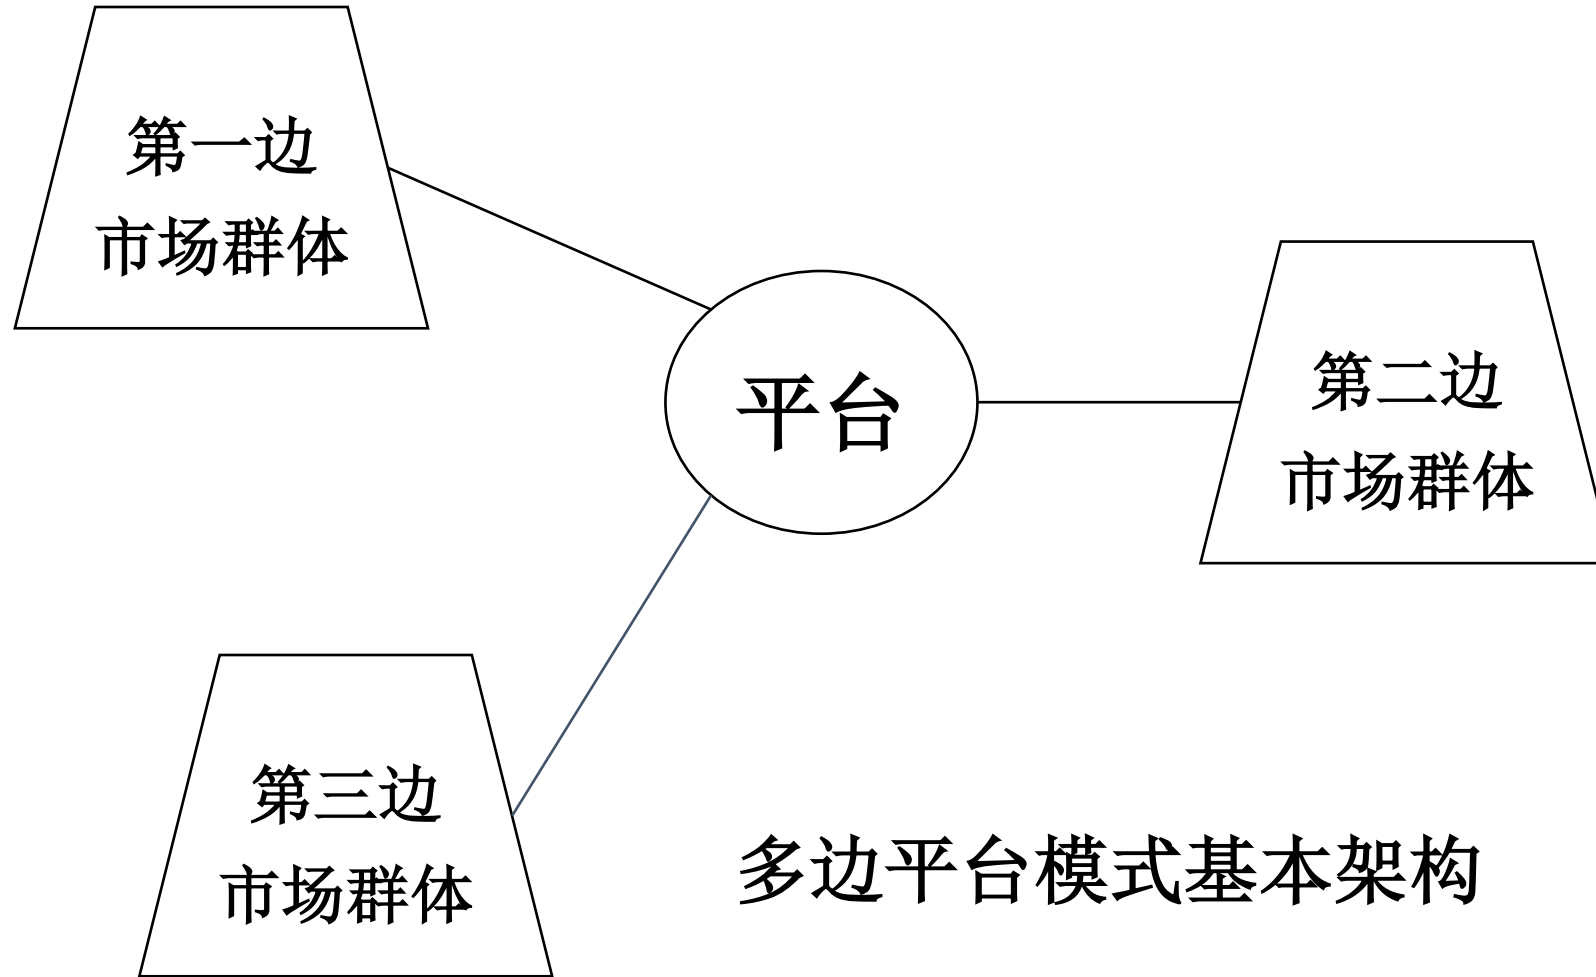 第一边
市场群体
平台
第二边
市场群体
第三边
市场群体
多边平台模式基本架构